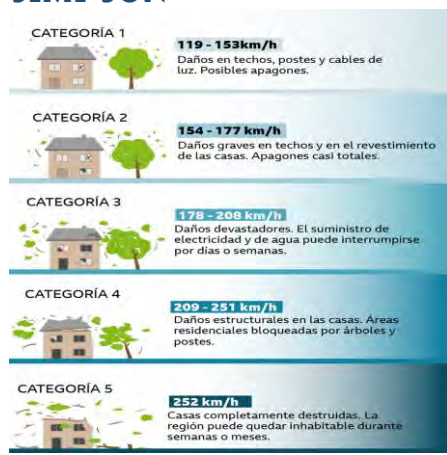 CATEGORÍA 1
119 - 153km/h
Daños en techos, postes y cables de
luz. Posibles apagones.
CATEGORÍA 2
154 - 177 km/h
Daños graves en techos y en el revestimiento
de las casas. Apagones casi totales.
CATEGORÍA 3
178 - 208 km/h
Daños devastadores. El suministro de
electricidad y de agua puede interrumpirse
por días o semanas.
CATEGORÍA 4
209 - 251 km/h
Daños estructurales en las casas. Áreas
residenciales bloqueadas por árboles y
postes.
CATEGORÍA 5
252 km/h
Casas completamente destruidas. La
región puede quedar inhabitable durante
semanas o meses.